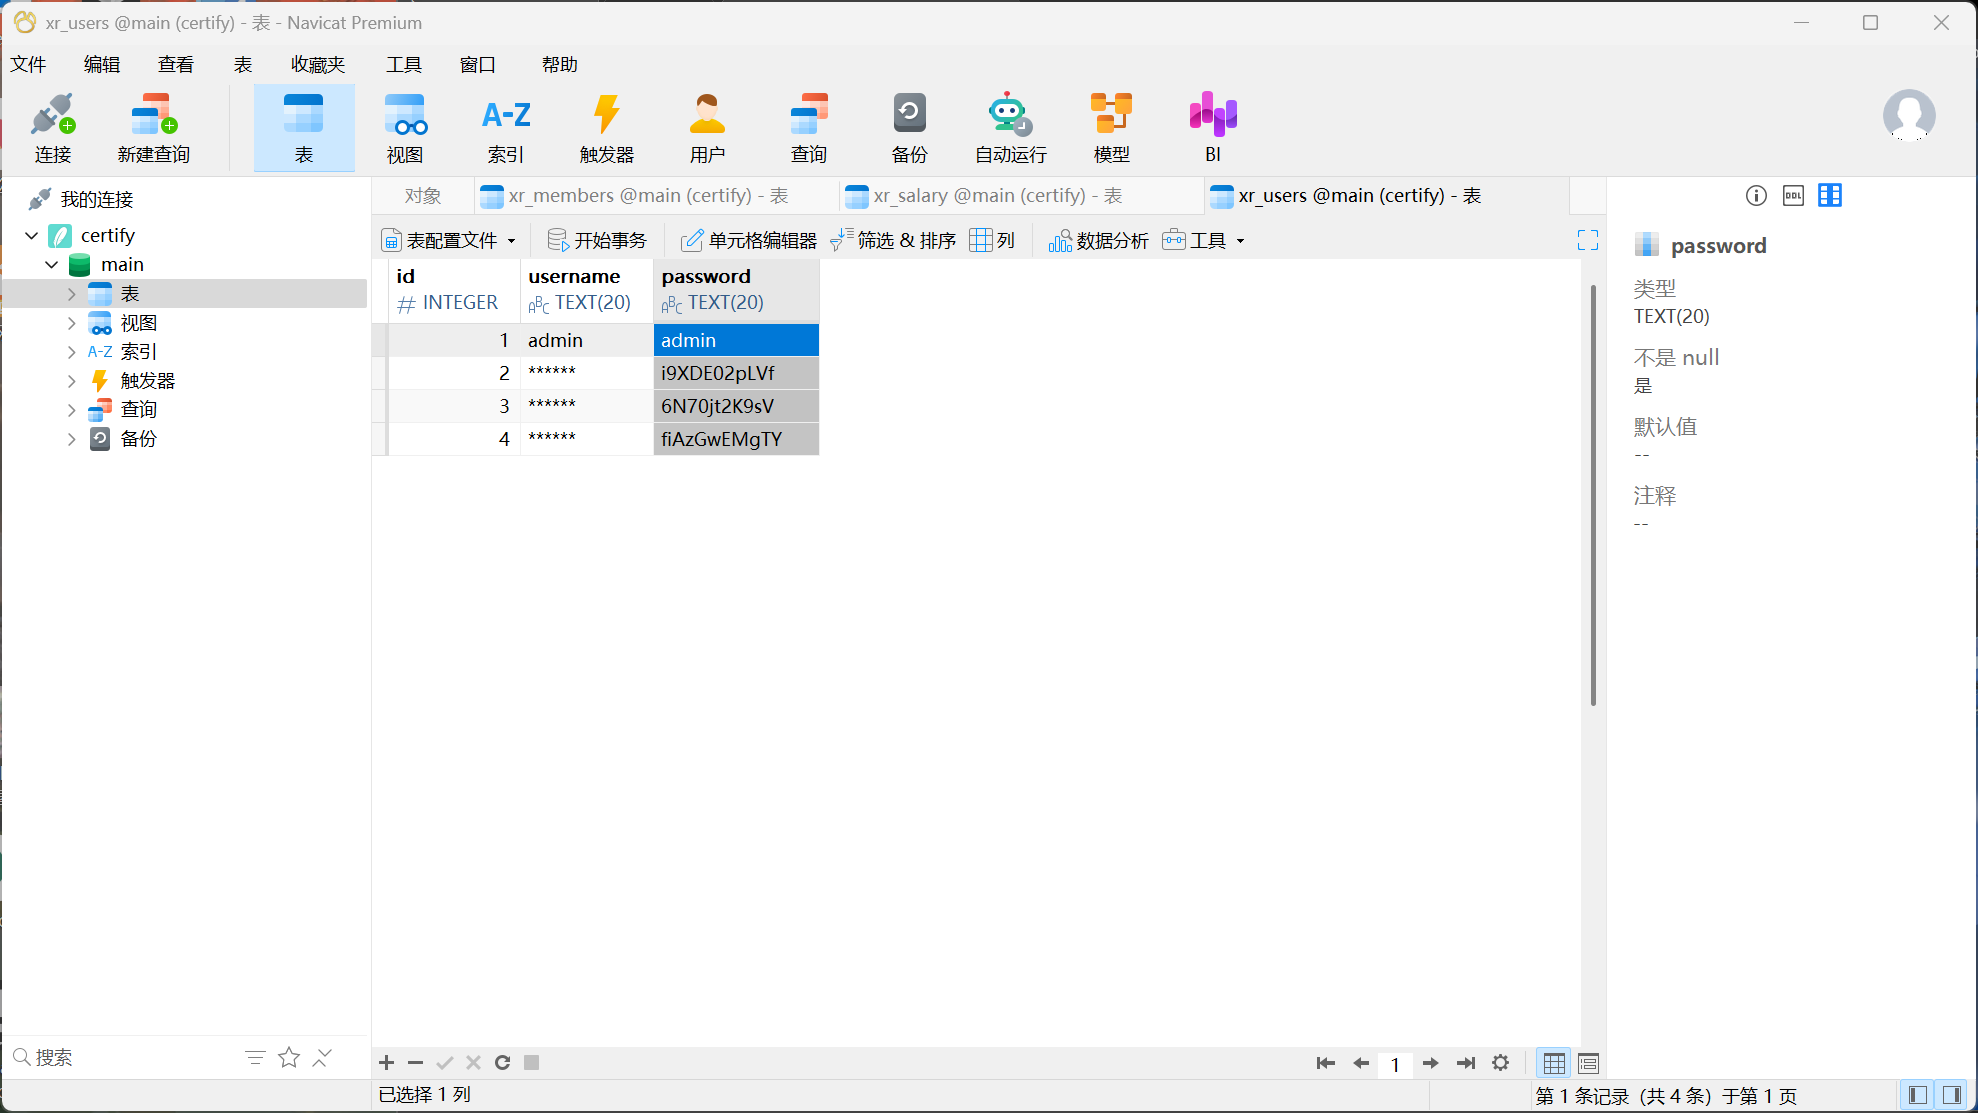 xr_users @main (certify) - 表 - Navicat Premium
文件 编辑 查看 表 收藏夹 工具 窗口 帮助
连接 新建查询 表 视图 A-Z 索引 触发器 用户 查询 备份 自动运行 模型 BI
我的连接
certify
main
表
视图
A-Z 索引
触发器
查询
备份
搜索
对象 xr_members @main (certify) - 表 xr_salary @main (certify) - 表 xr_users @main (certify) - 表
表配置文件 开始事务 单元格编辑器 筛选 & 排序 列 数据分析 工具
id username password
# INTEGER ABC TEXT(20) ABC TEXT(20)
1 admin admin
2 ****** i9XDE02pLVf
3 ****** 6N70jt2K9sV
4 ****** fiAzGwEMgTY
1
已选择 1 列
第 1 条记录（共 4 条）于第 1 页
DDL
password
类型
TEXT(20)
不是 null
是
默认值
--
注释
--